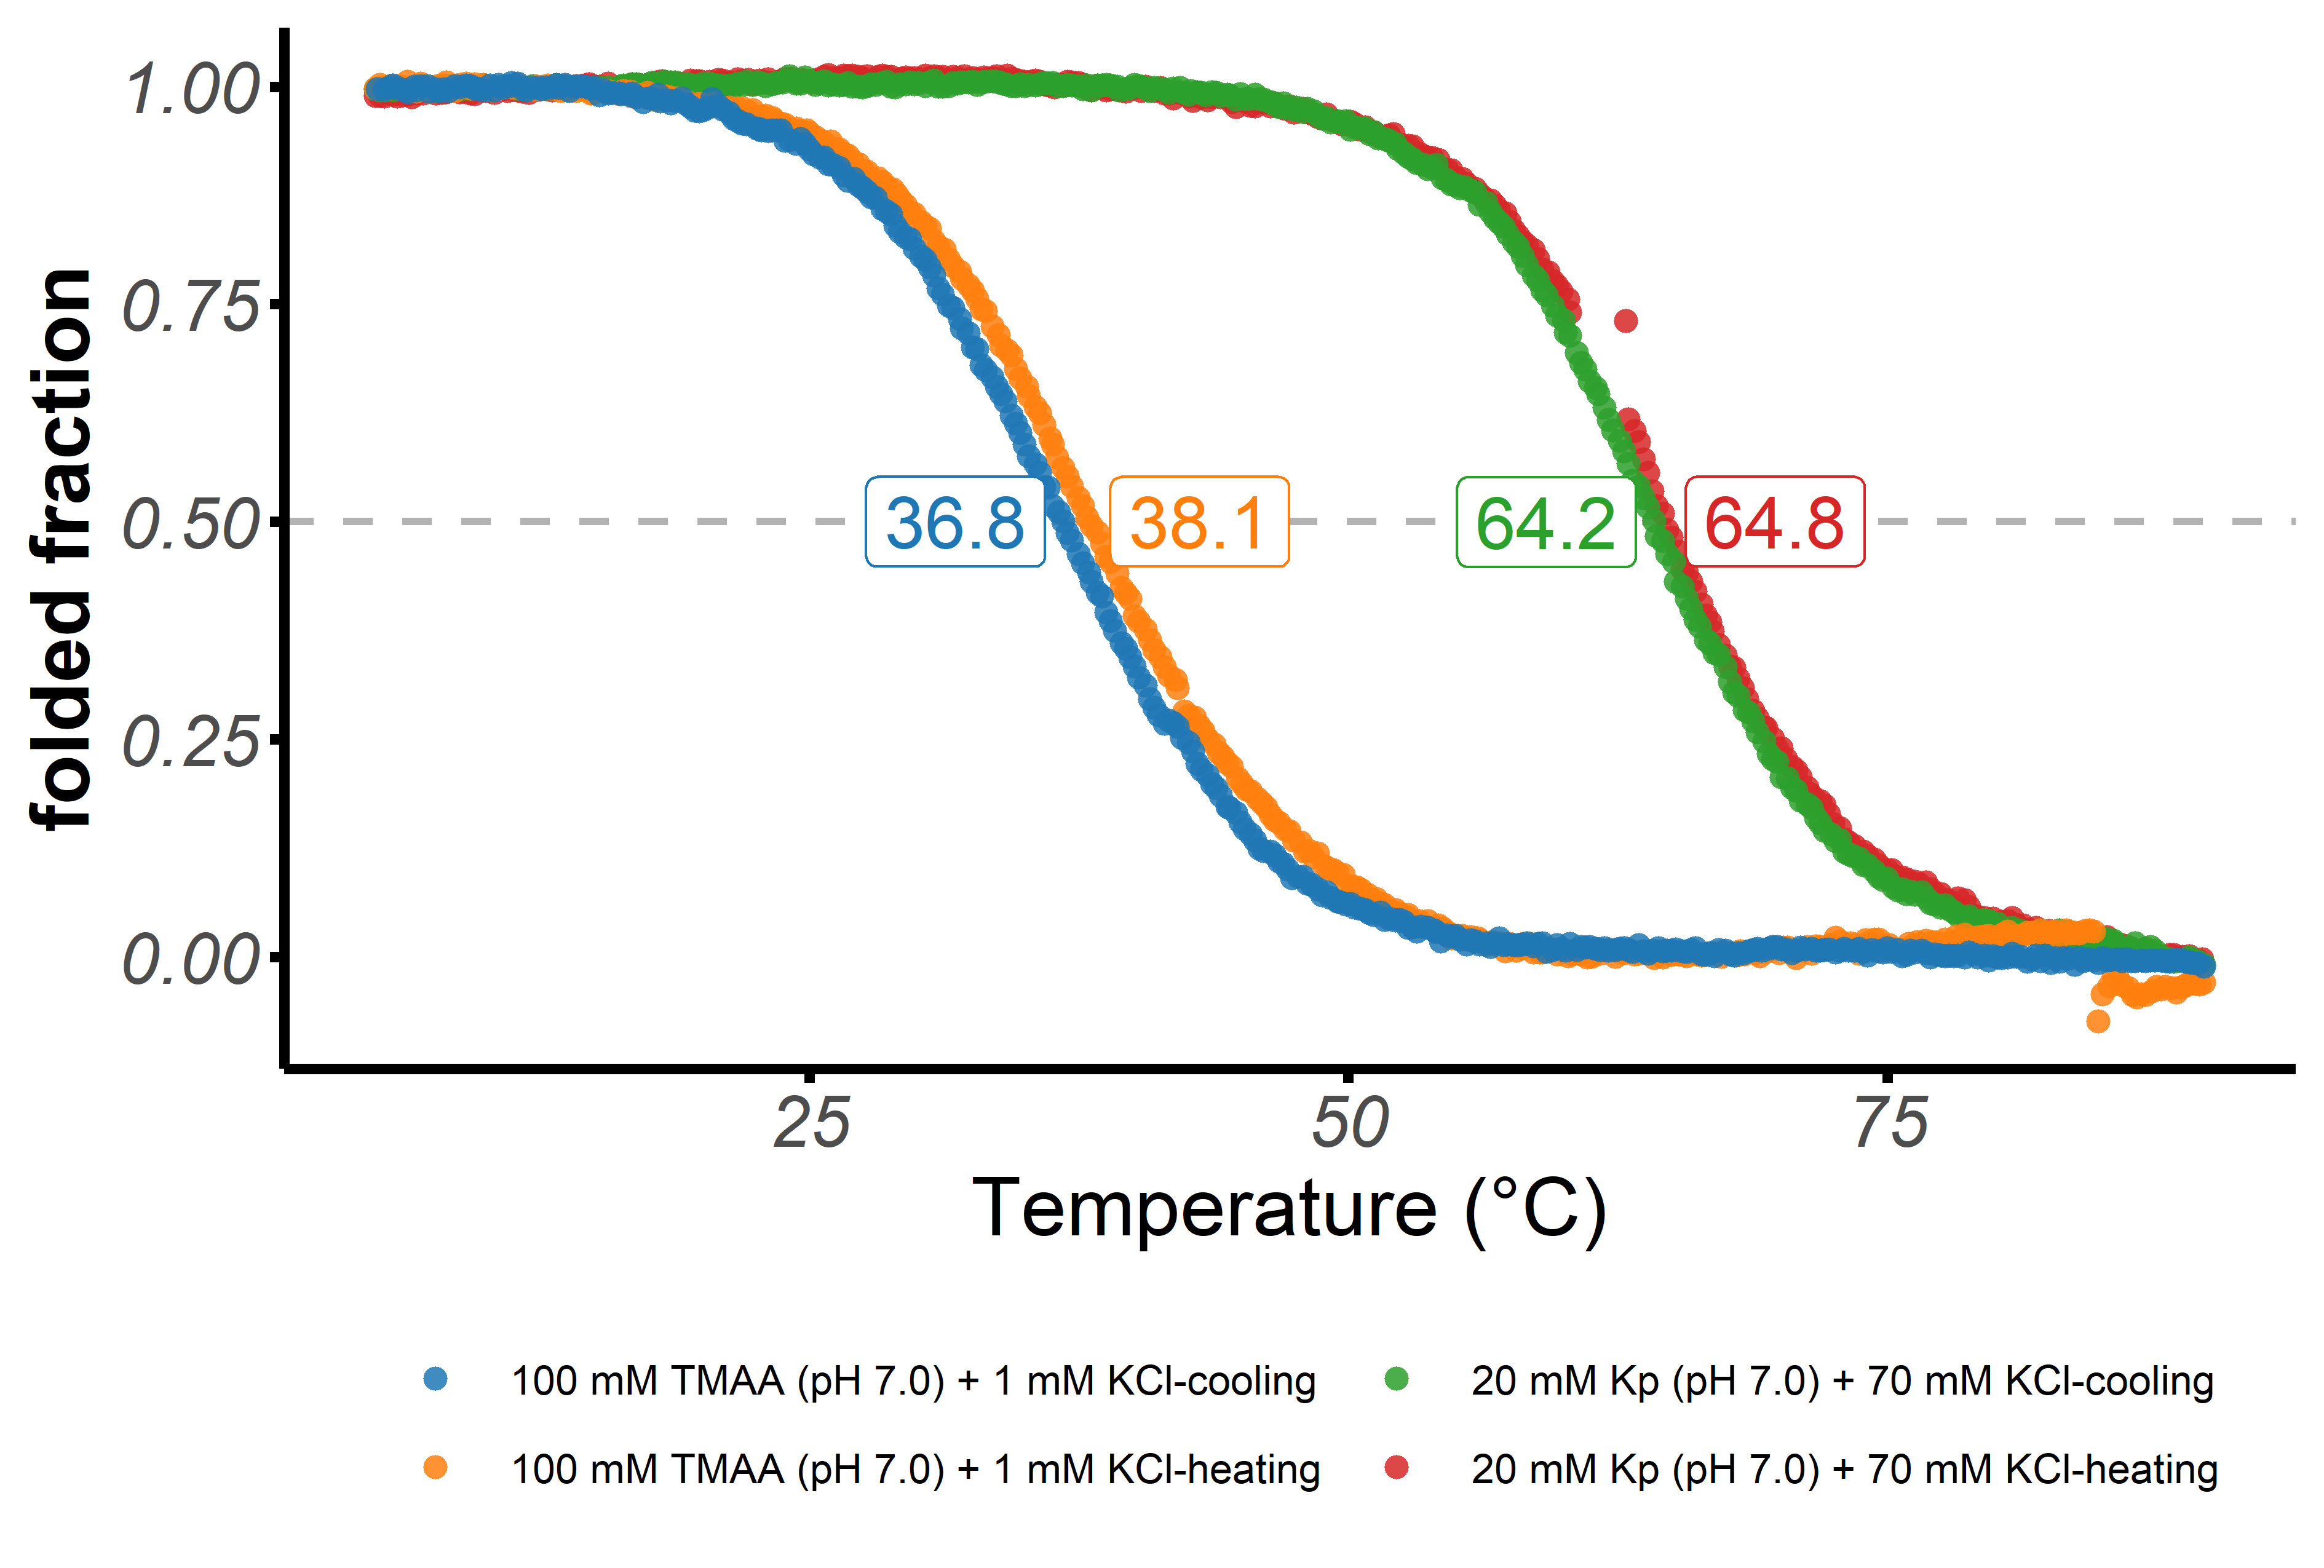 folded fraction
1.00
0.75
0.50
0.25
0.00
36.8
38.1
64.2
64.8
25
50
75
Temperature (°C)
100 mM TMAA (pH 7.0) + 1 mM KCl-cooling
20 mM Kp (pH 7.0) + 70 mM KCl-cooling
100 mM TMAA (pH 7.0) + 1 mM KCl-heating
20 mM Kp (pH 7.0) + 70 mM KCl-heating